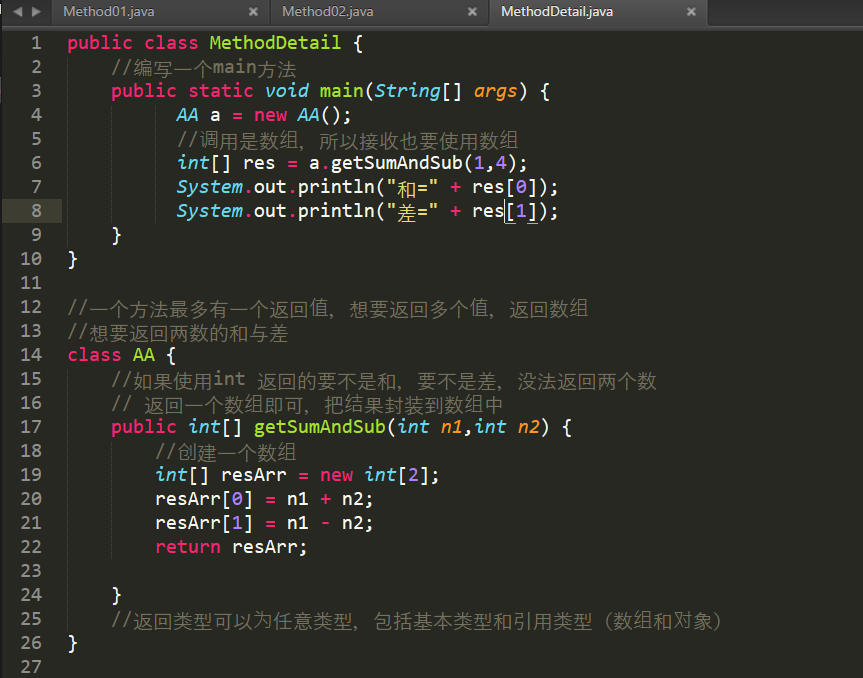 Method01.java × Method02.java × MethodDetail.java ×
1 public class MethodDetail {
2 //编写一个main方法
3 public static void main(String[] args) {
4 AA a = new AA();
5 //调用是数组，所以接收也要使用数组
6 int[] res = a.getSumAndSub(1,4);
7 System.out.println("和=" + res[0]);
8 System.out.println("差=" + res[1]);
9 }
10 }
11
12 //一个方法最多有一个返回值，想要返回多个值，返回数组
13 //想要返回两数的和与差
14 class AA {
15 //如果使用int 返回的要不是和，要不是差，没法返回两个数
16 // 返回一个数组即可，把结果封装到数组中
17 public int[] getSumAndSub(int n1,int n2) {
18 //创建一个数组
19 int[] resArr = new int[2];
20 resArr[0] = n1 + n2;
21 resArr[1] = n1 - n2;
22 return resArr;
23
24 }
25 //返回类型可以为任意类型，包括基本类型和引用类型（数组和对象）
26 }
27